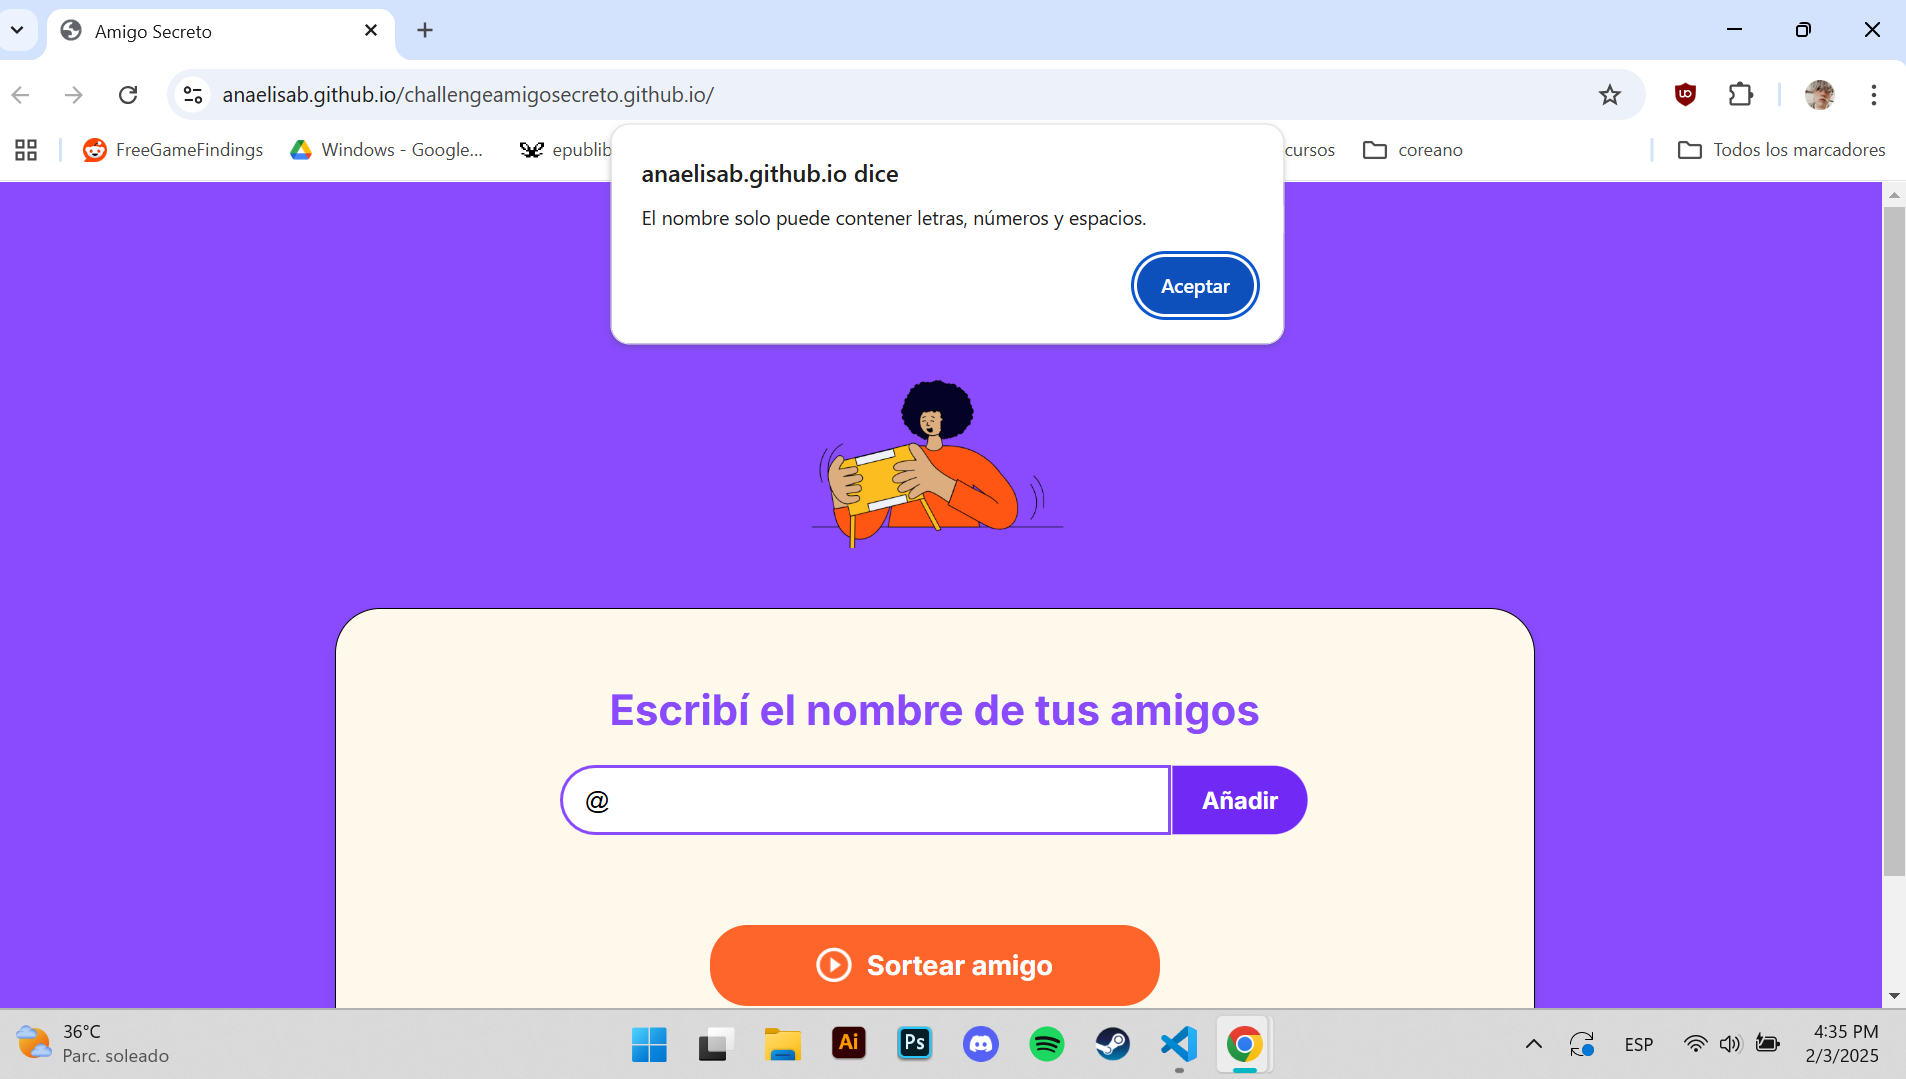 Amigo Secreto
anaelisab.github.io/challengeamigosecreto.github.io/
FreeGameFindings
Windows - Google...
epublib
cursos
coreano
Todos los marcadores
anaelisab.github.io dice
El nombre solo puede contener letras, números y espacios.
Aceptar
Escribí el nombre de tus amigos
@
Añadir
Sortear amigo
36°C
Parc. soleado
Ai
Ps
ESP
4:35 PM
2/3/2025